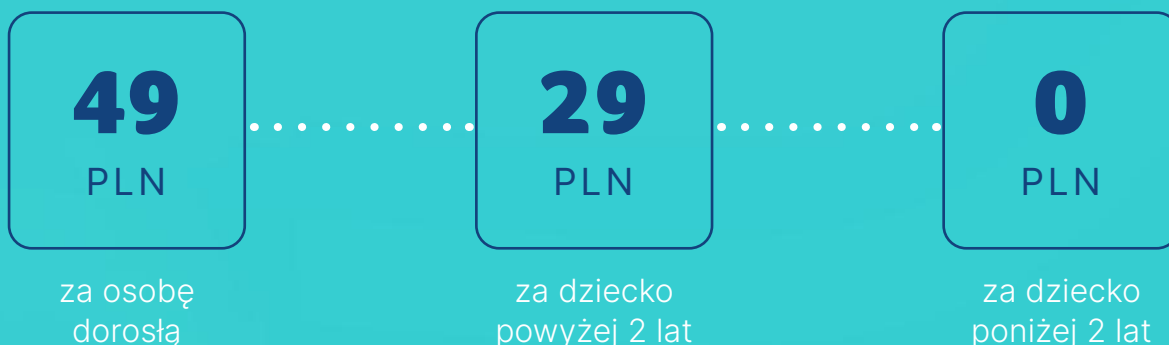 49
PLN
za osobę
dorosłą
29
PLN
za dziecko
powyżej 2 lat
0
PLN
za dziecko
poniżej 2 lat